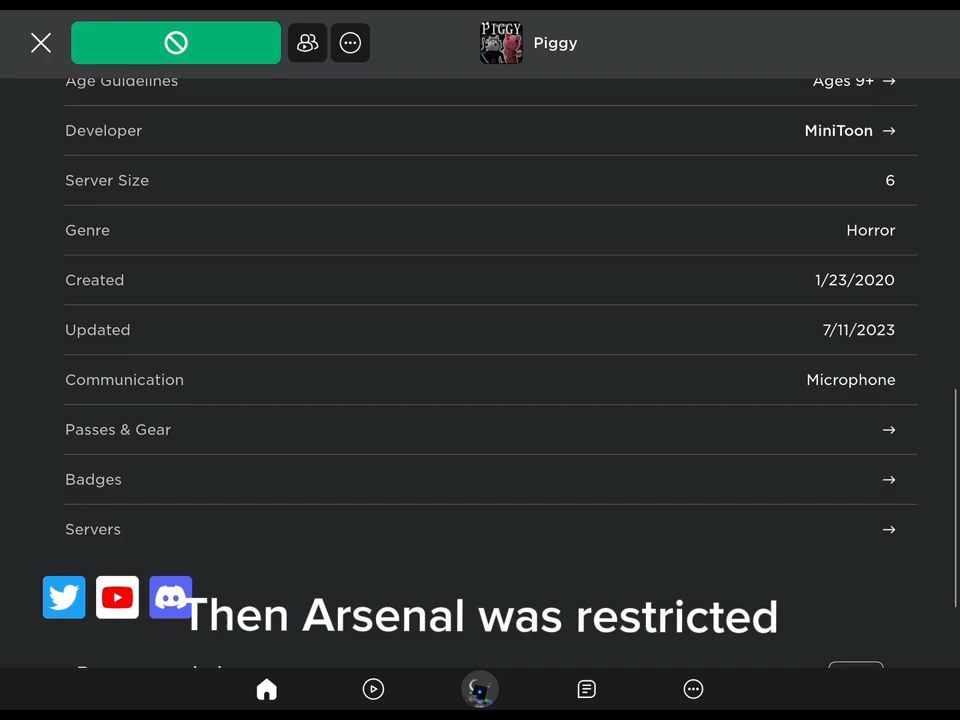 PIGGY
Piggy
Age Guidelines Ages 9+
Developer MiniToon
Server Size 6
Genre Horror
Created 1/23/2020
Updated 7/11/2023
Communication Microphone
Passes & Gear
Badges
Servers
Then Arsenal was restricted